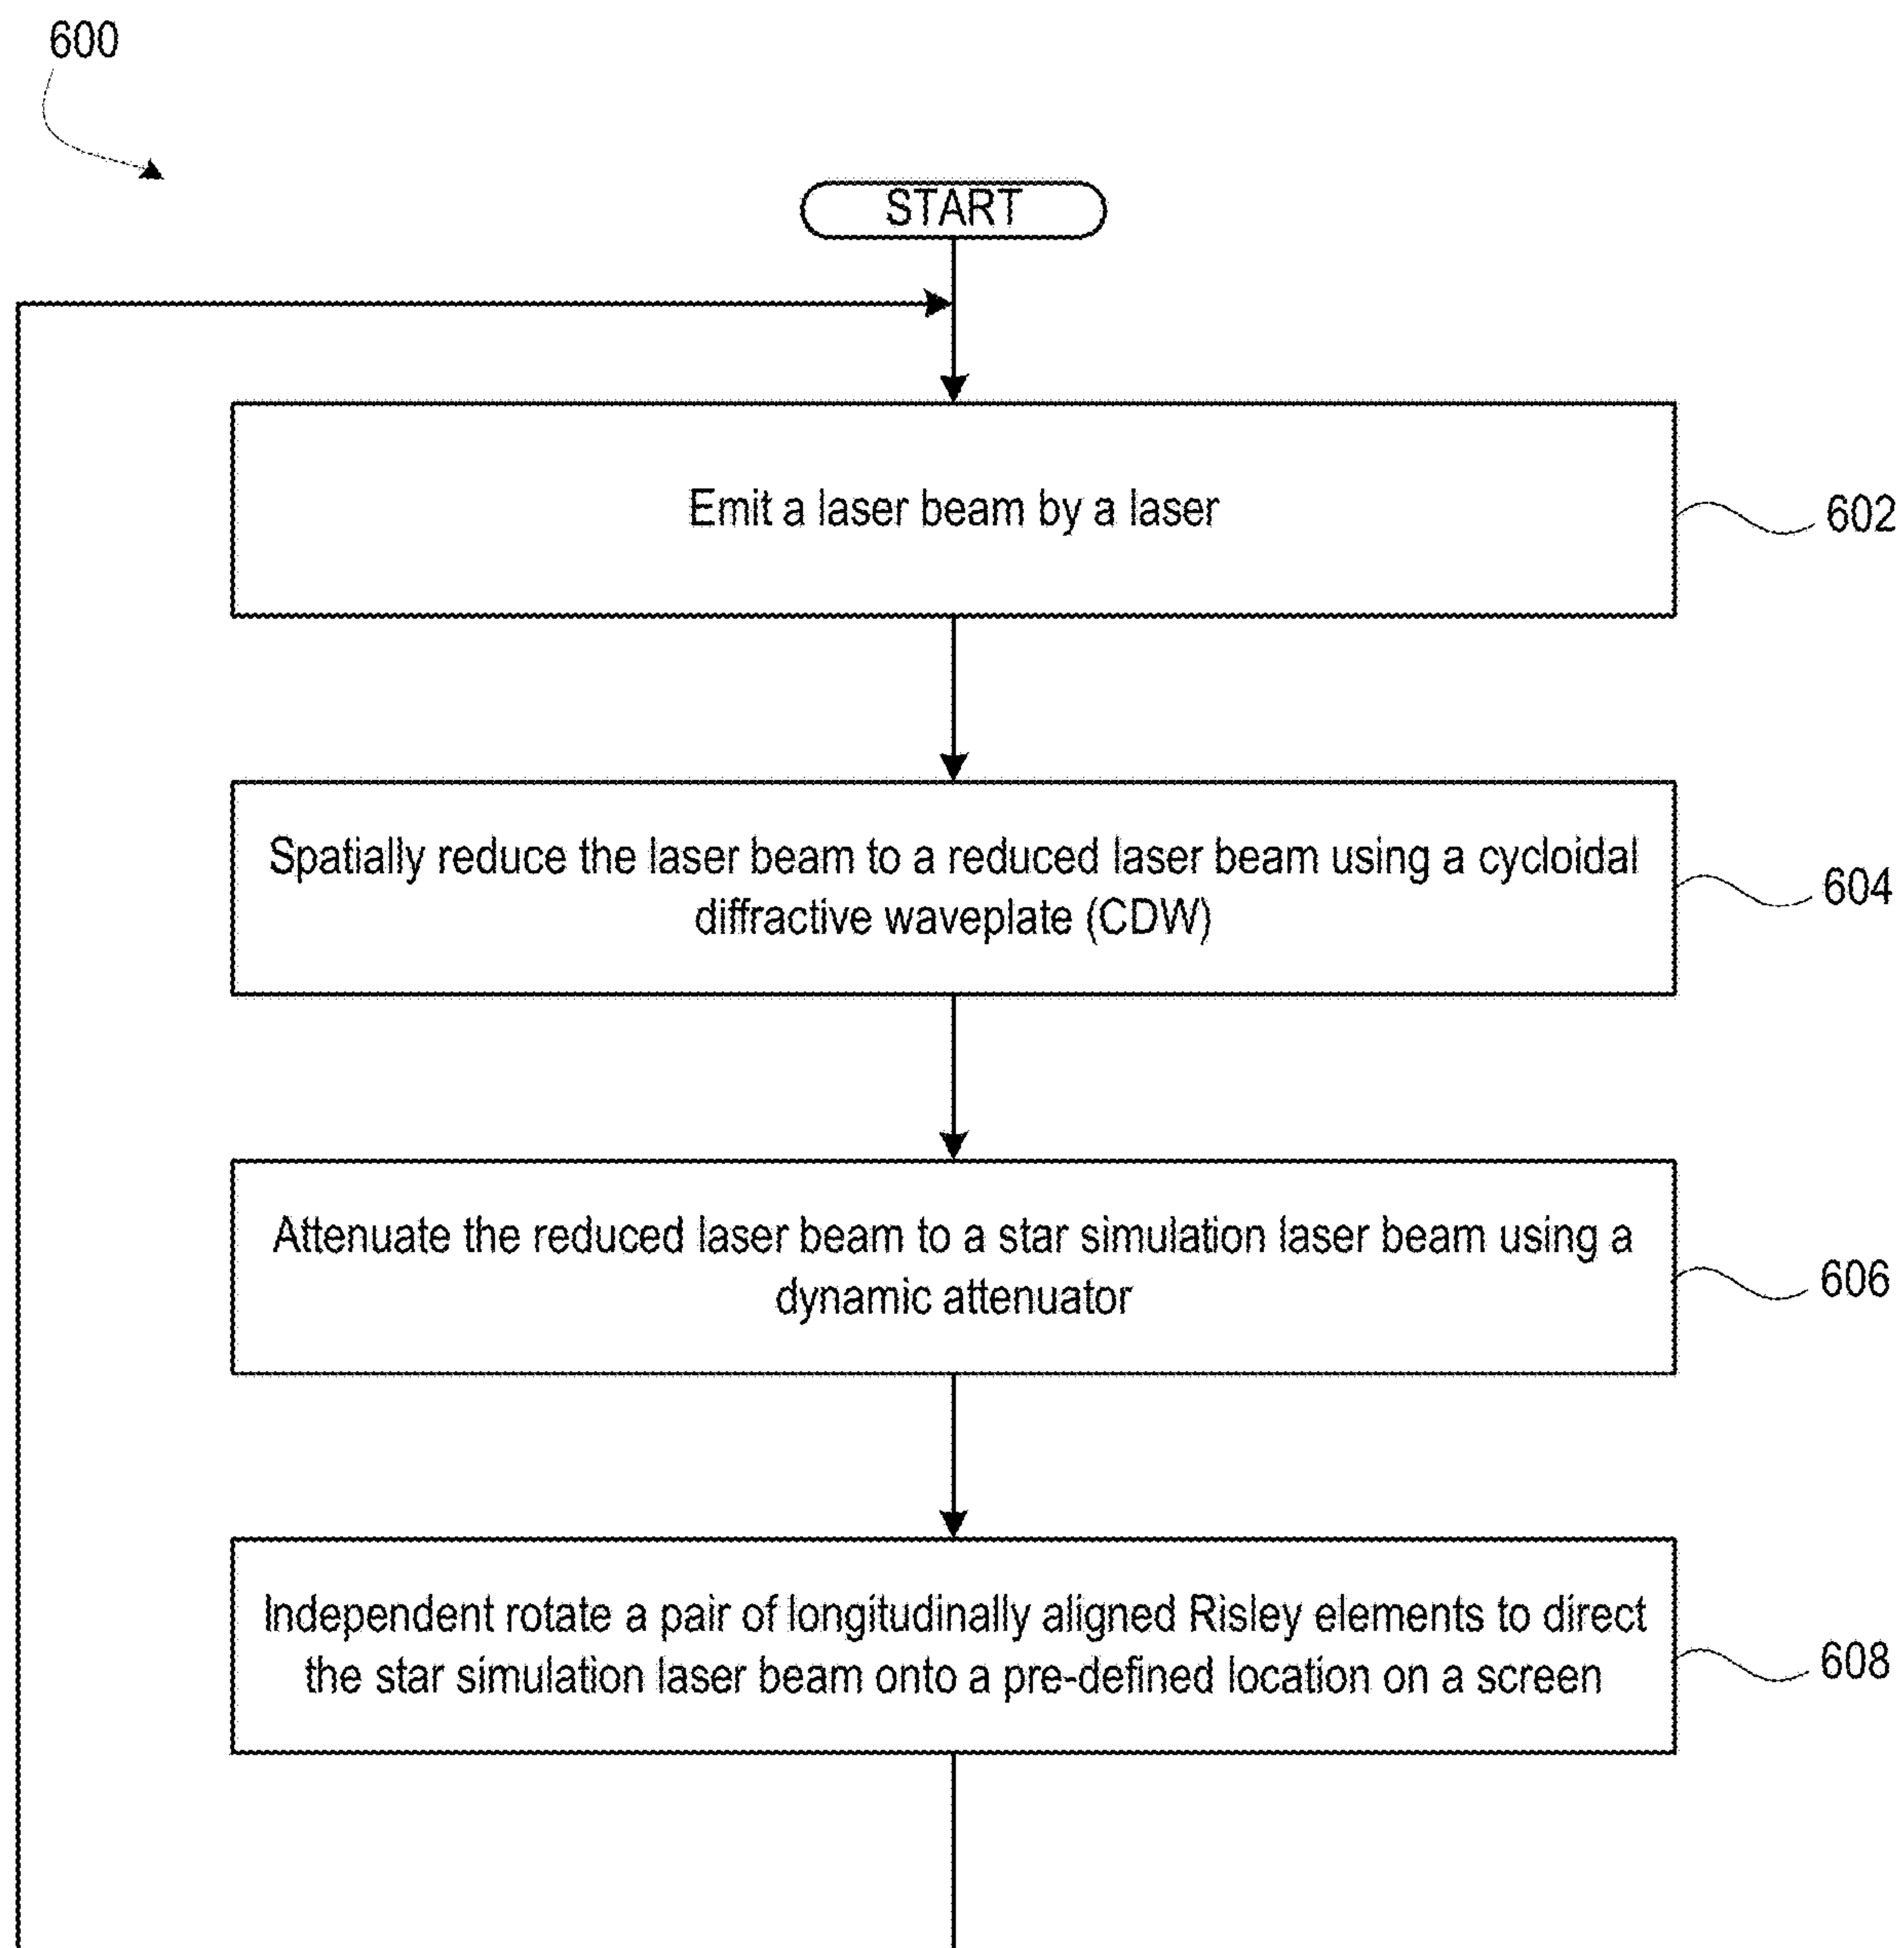 600
START
Emit a laser beam by a laser
602
Spatially reduce the laser beam to a reduced laser beam using a cycloidal
diffractive waveplate (CDW)
604
Attenuate the reduced laser beam to a star simulation laser beam using a
dynamic attenuator
606
Independent rotate a pair of longitudinally aligned Risley elements to direct
the star simulation laser beam onto a pre-defined location on a screen
608